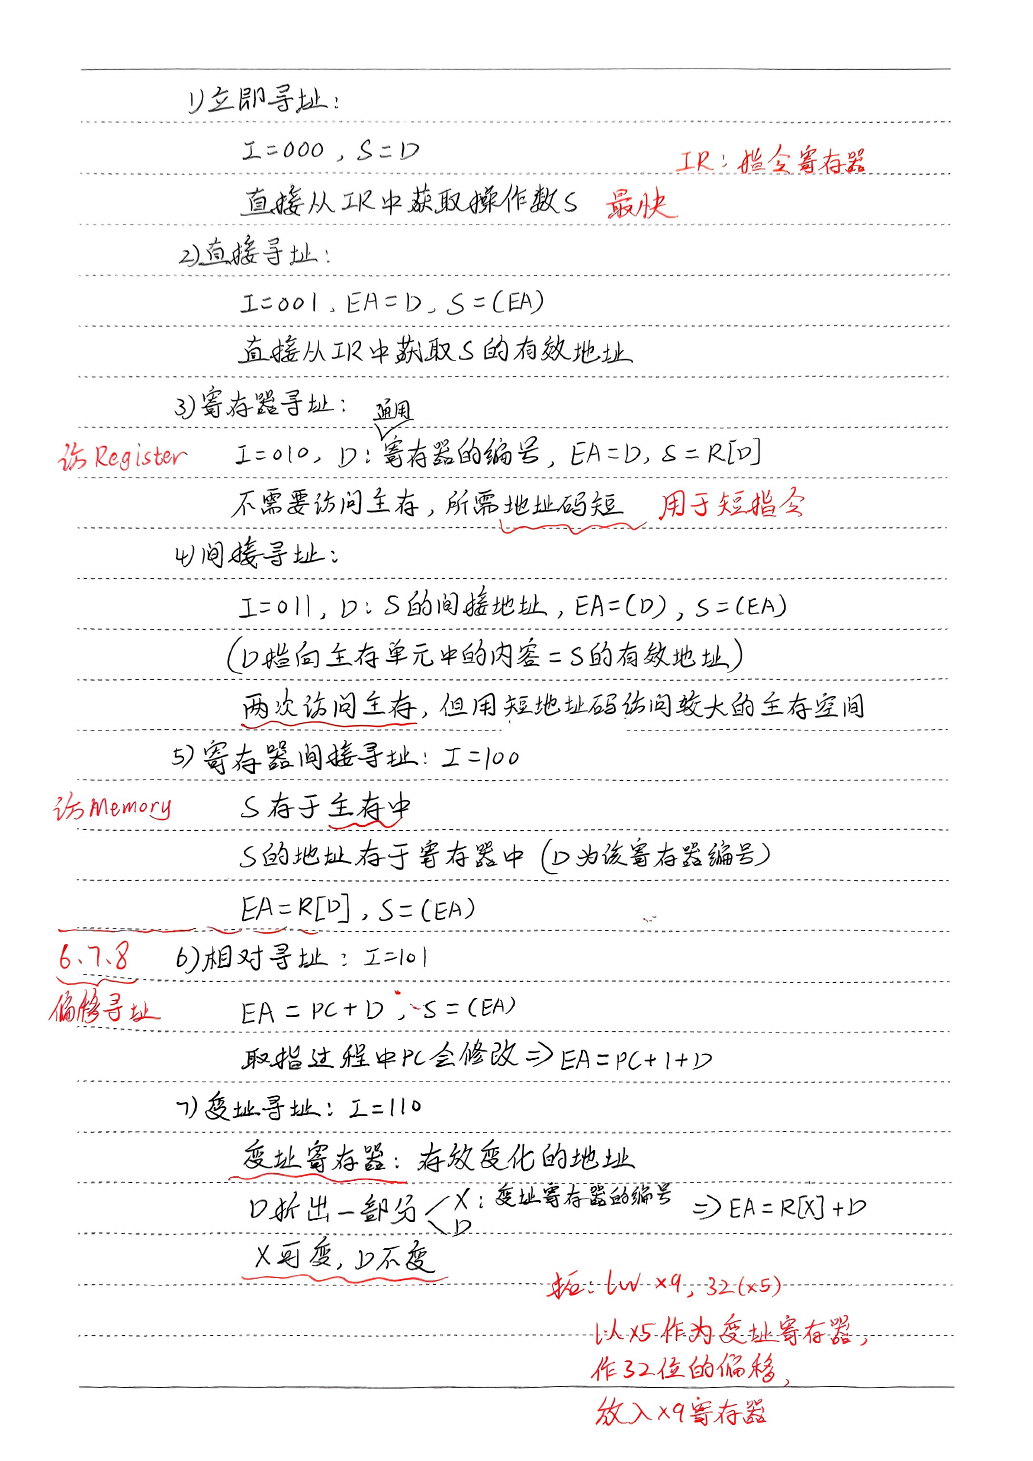 1)立即寻址:
I=000, S=D
IR: 指令寄存器
直接从IR中获取操作数S 最快
2)直接寻址:
I=001, EA=D, S=(EA)
直接从IR中获取S的有效地址
3)寄存器寻址: 通用
访Register I=010, D: 寄存器的编号, EA=D, S=R[D]
不需要访问主存, 所需地址码短 用于短指令
4)间接寻址:
I=011, D: S的间接地址, EA=(D), S=(EA)
(D指向主存单元中的内容=S的有效地址)
两次访问主存, 但用短地址码访问较大的主存空间
5)寄存器间接寻址: I=100
访Memory S存于主存中
S的地址存于寄存器中 (D为该寄存器编号)
EA=R[D], S=(EA)
6、7、8 6)相对寻址: I=101
偏移寻址 EA=PC+D, S=(EA)
取指过程中PC会修改⇒EA=PC+1+D
7)变址寻址: I=110
变址寄存器: 存放变化的地址
D折出一部分 X: 变址寄存器的编号 ⇒EA=R[X]+D
D
X可变, D不变
拓: lw x9, 32(x5)
以x5作为变址寄存器,
作32位的偏移,
放入x9寄存器